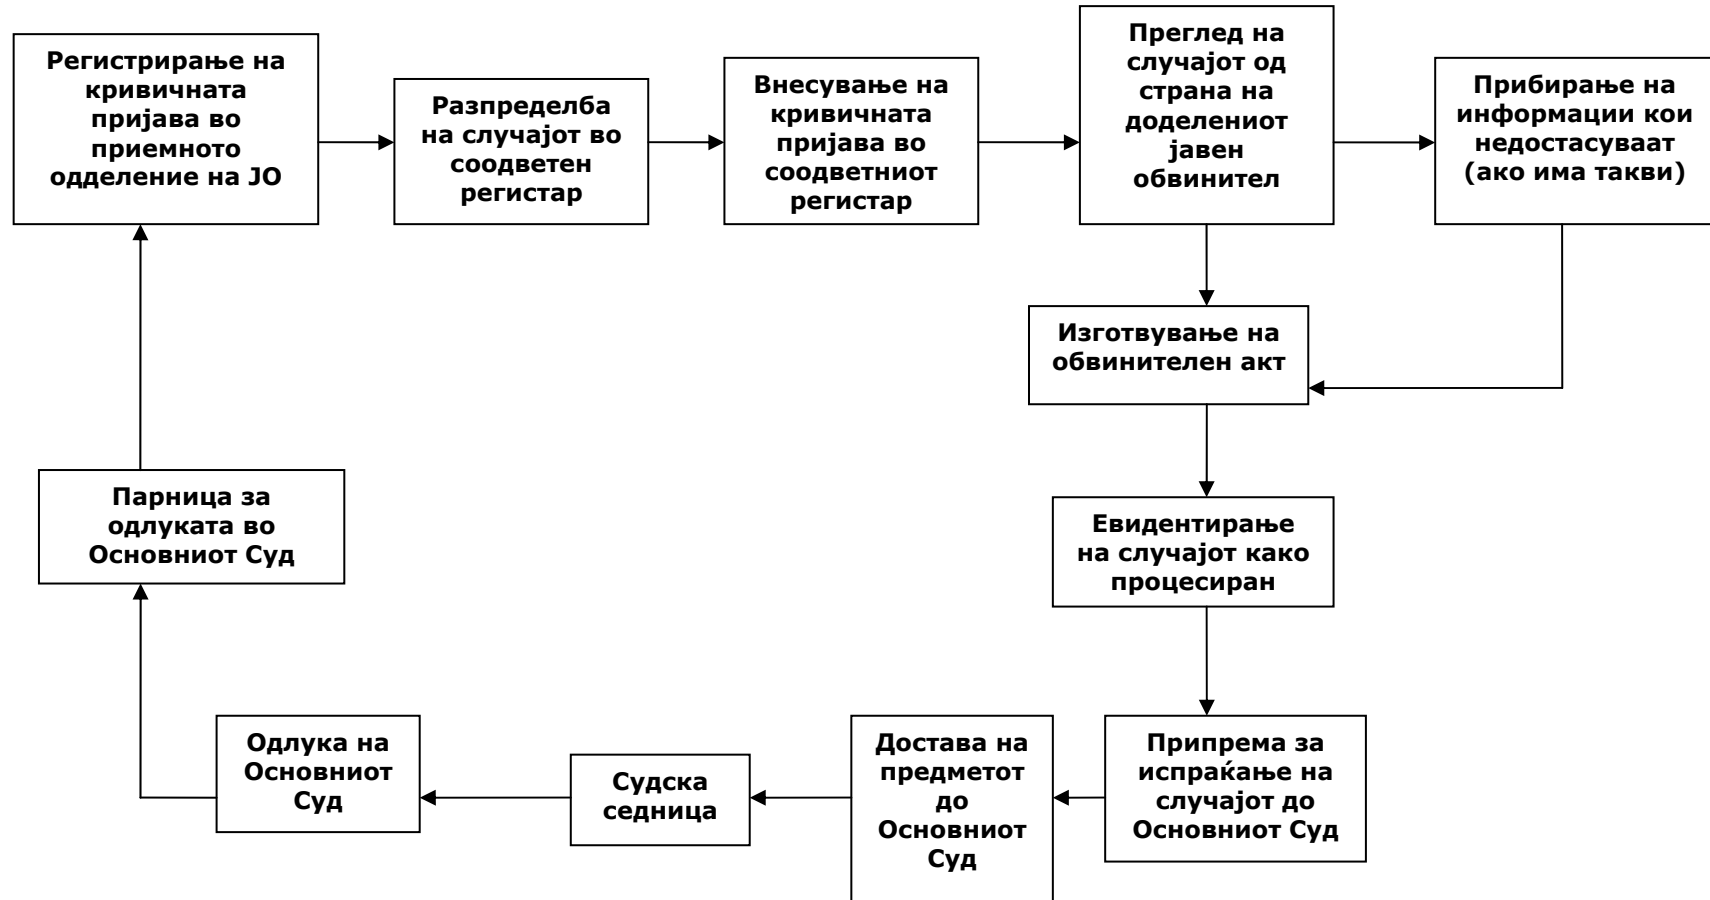 Регистрирање на
кривичната
пријава во
приемното
одделение на ЈО
Разпределба
на случајот во
соодветен
регистар
Внесување на
кривичната
пријава во
соодветниот
регистар
Преглед на
случајот од
страна на
доделениот
јавен
обвинител
Прибирање на
информации кои
недостасуваат
(ако има такви)
Изготвување на
обвинителен акт
Евидентирање
на случајот како
процесиран
Припрема за
испраќање на
случајот до
Основниот Суд
Достава на
предметот
до
Основниот
Суд
Судска
седница
Одлука на
Основниот
Суд
Парница за
одлуката во
Основниот Суд